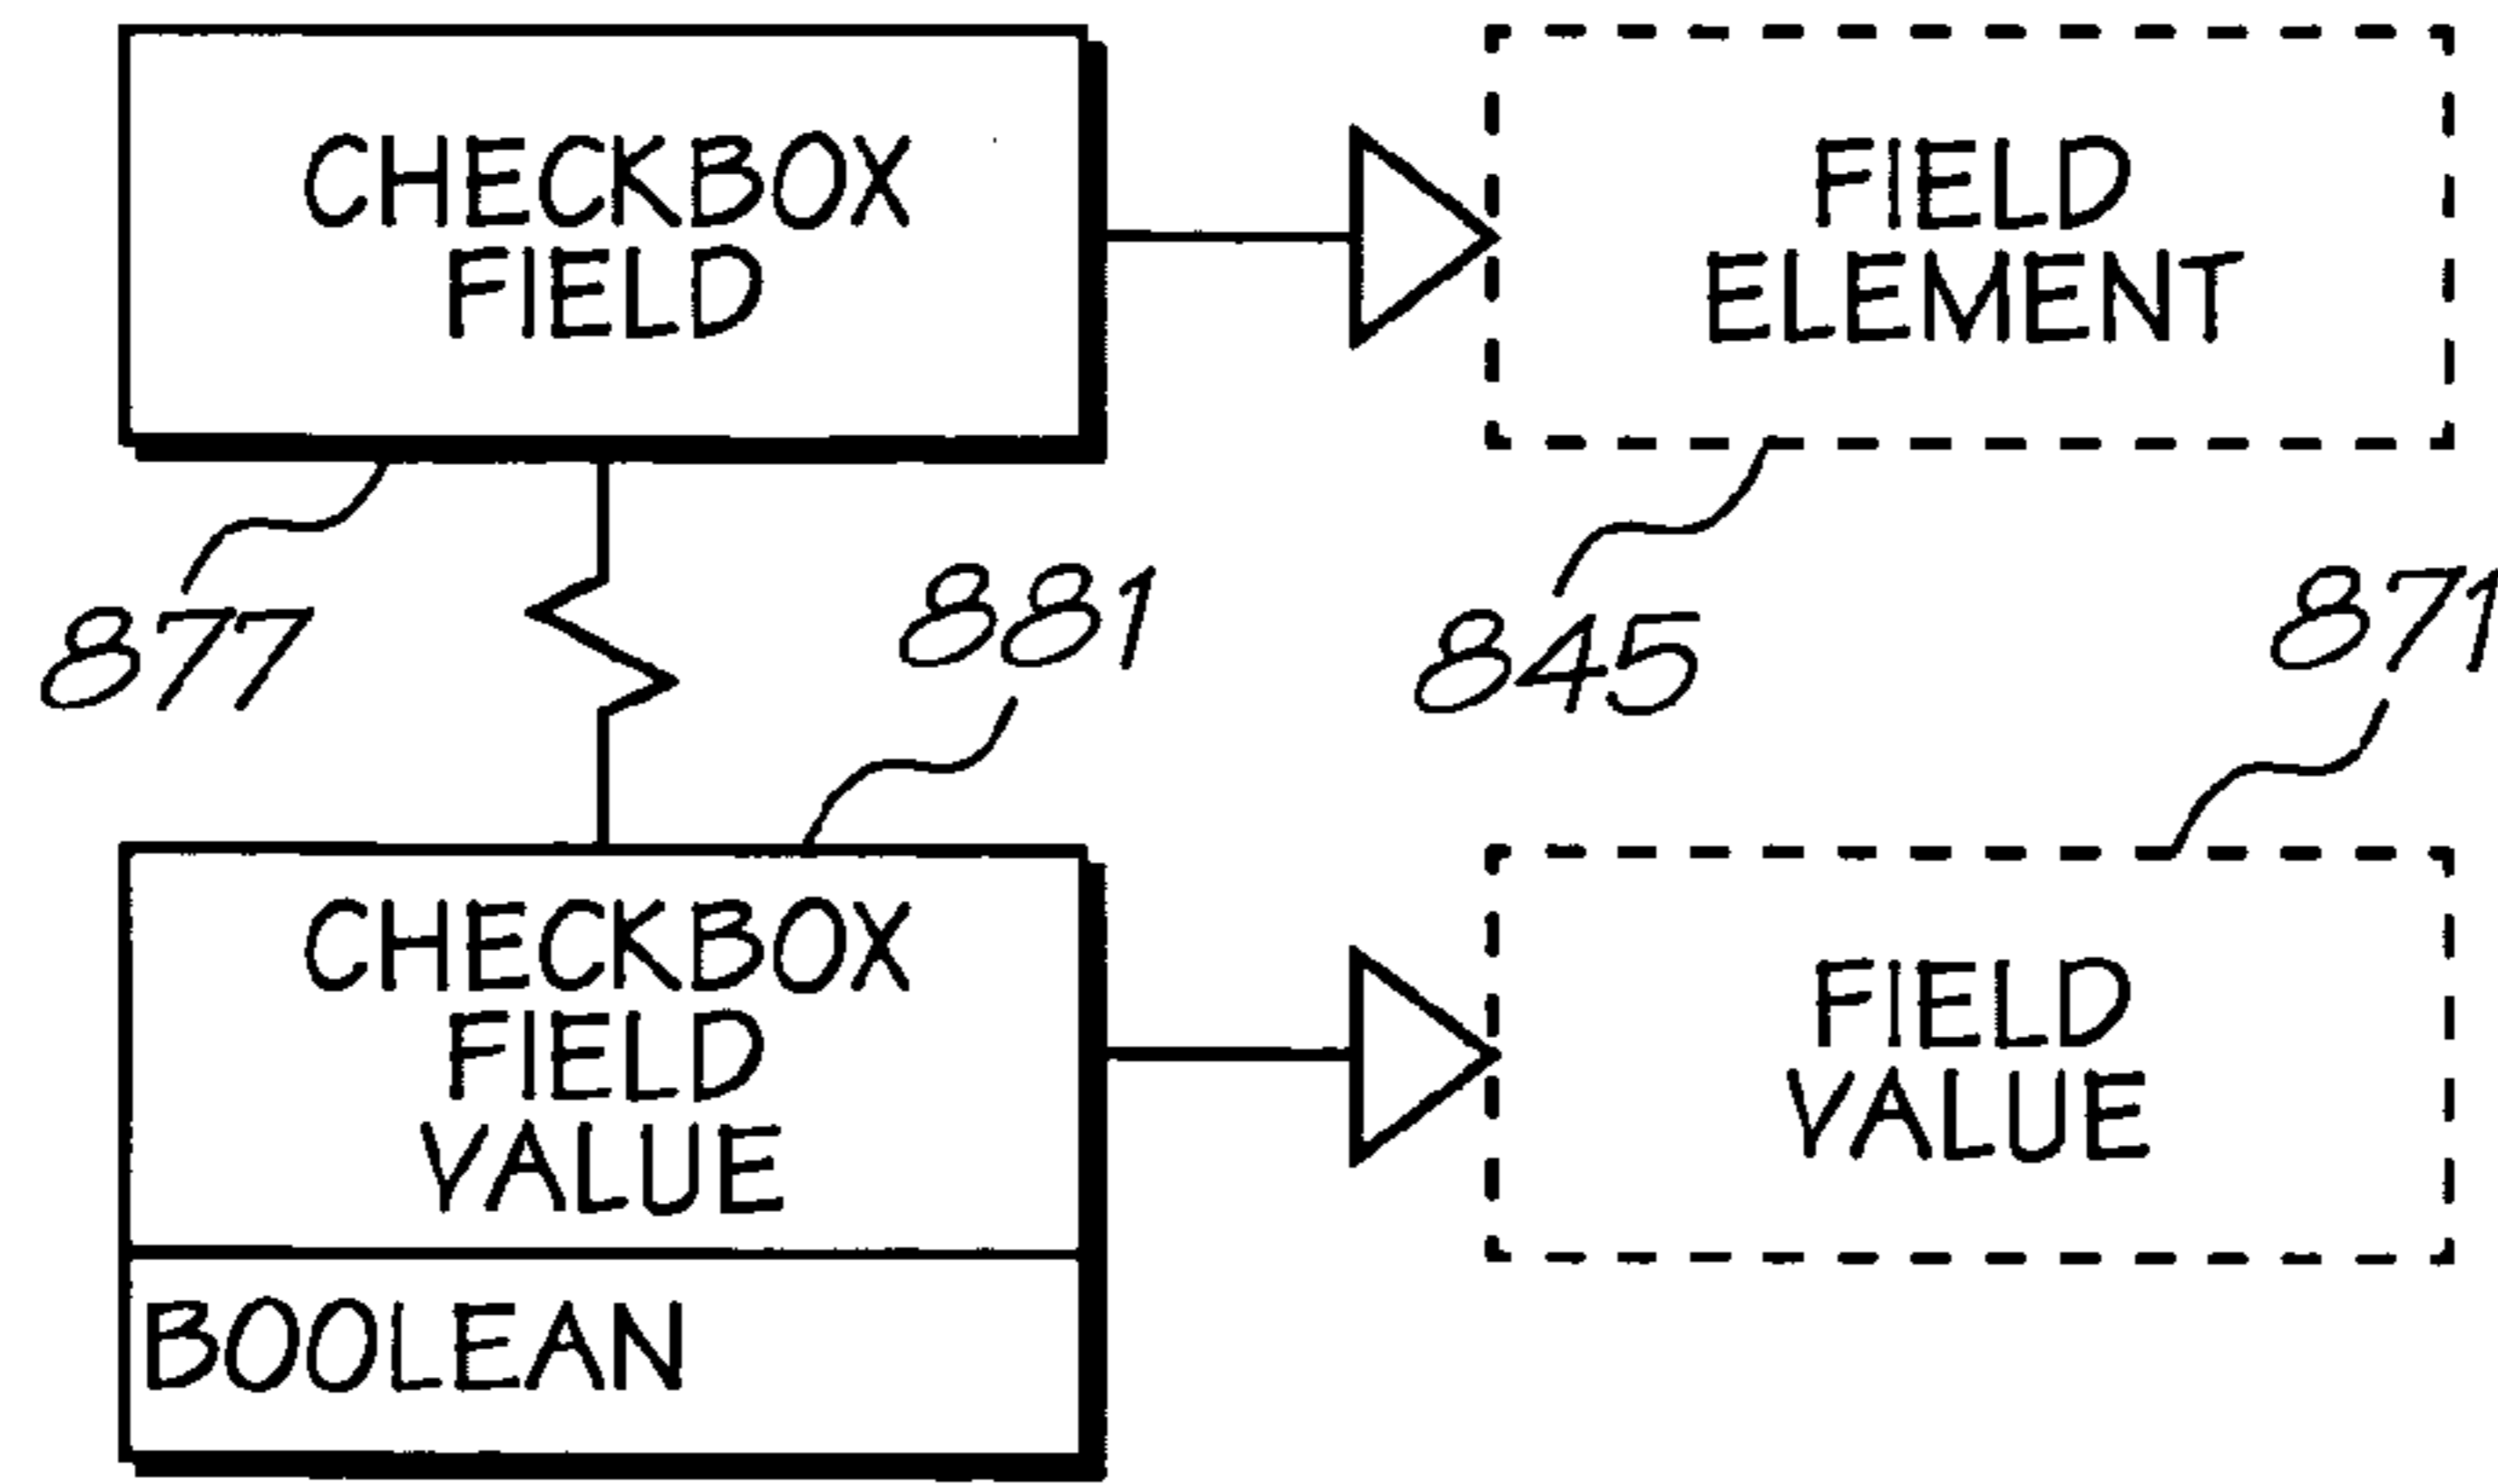 CHECKBOX
FIELD
FIELD
ELEMENT
877
881
845
871
CHECKBOX
FIELD
VALUE
BOOLEAN
FIELD
VALUE